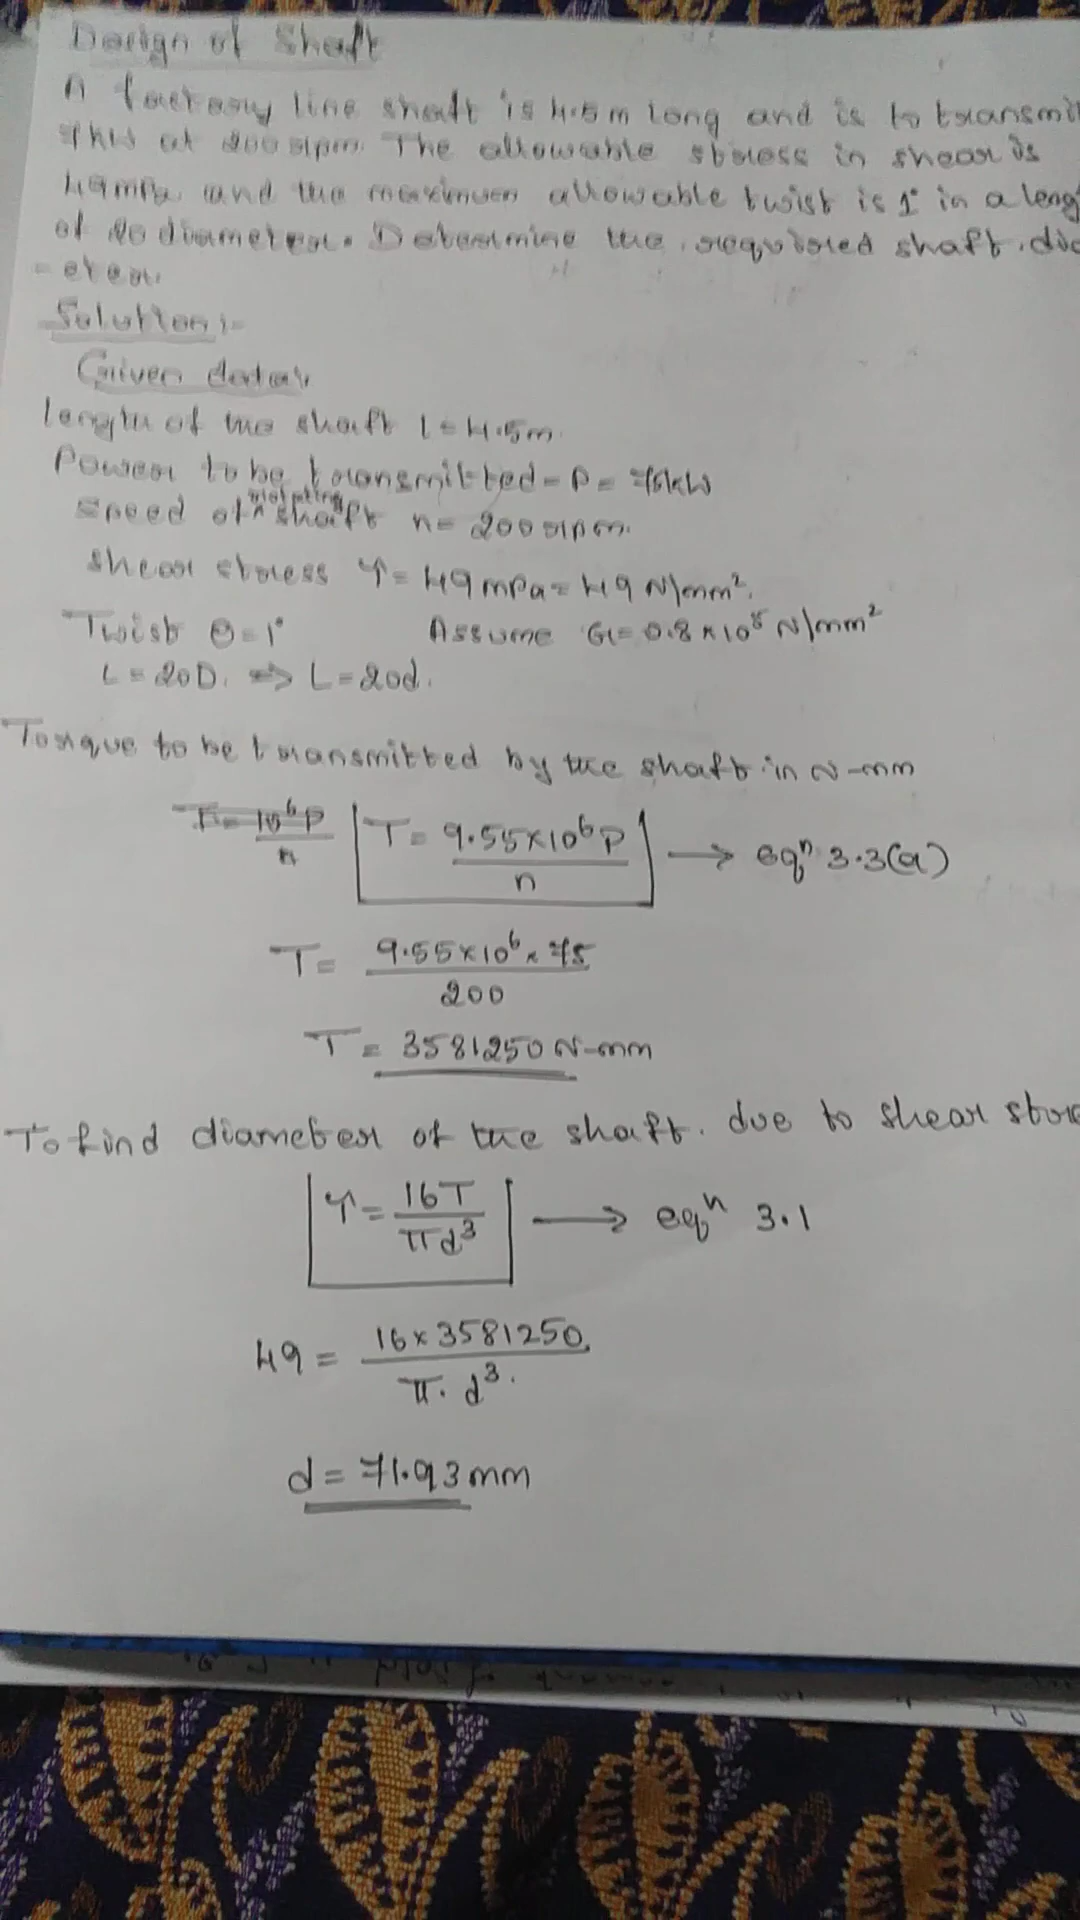 Design of Shaft
A factory line shaft is 4.5m long and is to transmit
at 200 rpm. The allowable stress in shear is
49mPa and the maximum allowable twist is 1° in a leng
of 20 diameter. Determine the required shaft. dia
- eter.
Solution:-
Given data:
length of the shaft l = 4.5m.
Power to be transmitted - P = 75kW
speed of rotating shaft n = 200 rpm.
shear stress τ = 49 mPa = 49 N/mm².
Twist θ = 1° Assume G = 0.8 × 10⁵ N/mm²
L = 20D. => L = 20d.
Torque to be transmitted by the shaft in N-mm
T = 10⁶P / n T = 9.55×10⁶P / n → eqⁿ 3.3(a)
T = 9.55×10⁶ × 75 / 200
T = 3581250 N-mm
To find diameter of the shaft. due to shear stre
τ = 16T / πd³ → eqⁿ 3.1
49 = 16×3581250. / π. d³.
d = 71.93 mm